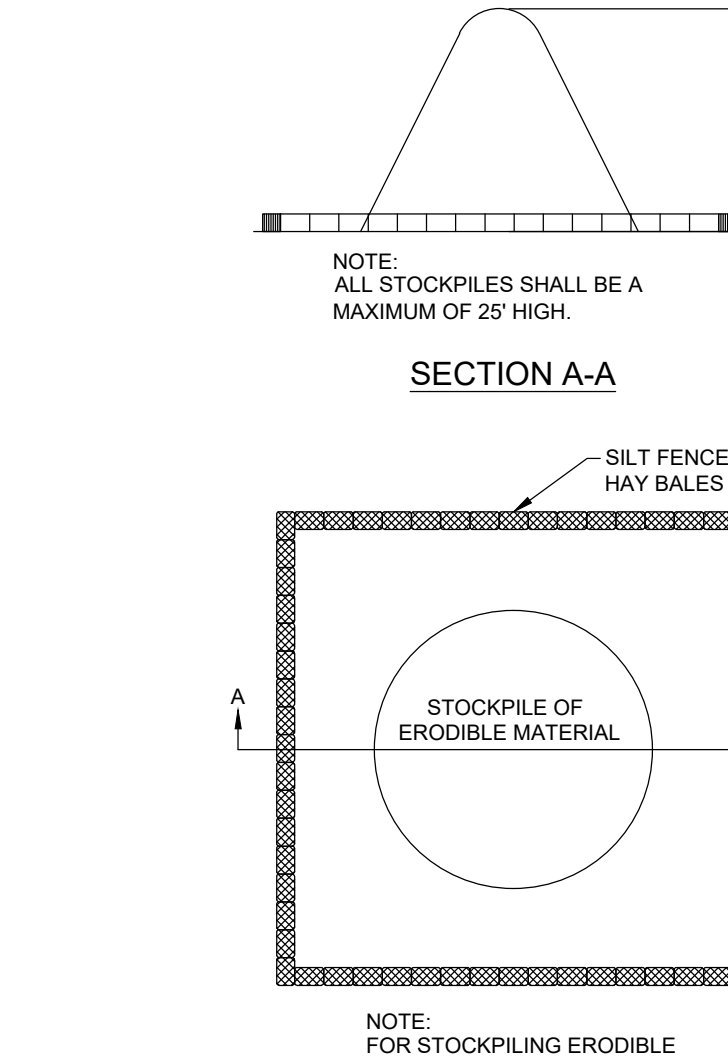 NOTE:
ALL STOCKPILES SHALL BE A
MAXIMUM OF 25' HIGH.
SECTION A-A
SILT FENCE
HAY BALES
A
STOCKPILE OF
ERODIBLE MATERIAL
NOTE:
FOR STOCKPILING ERODIBLE